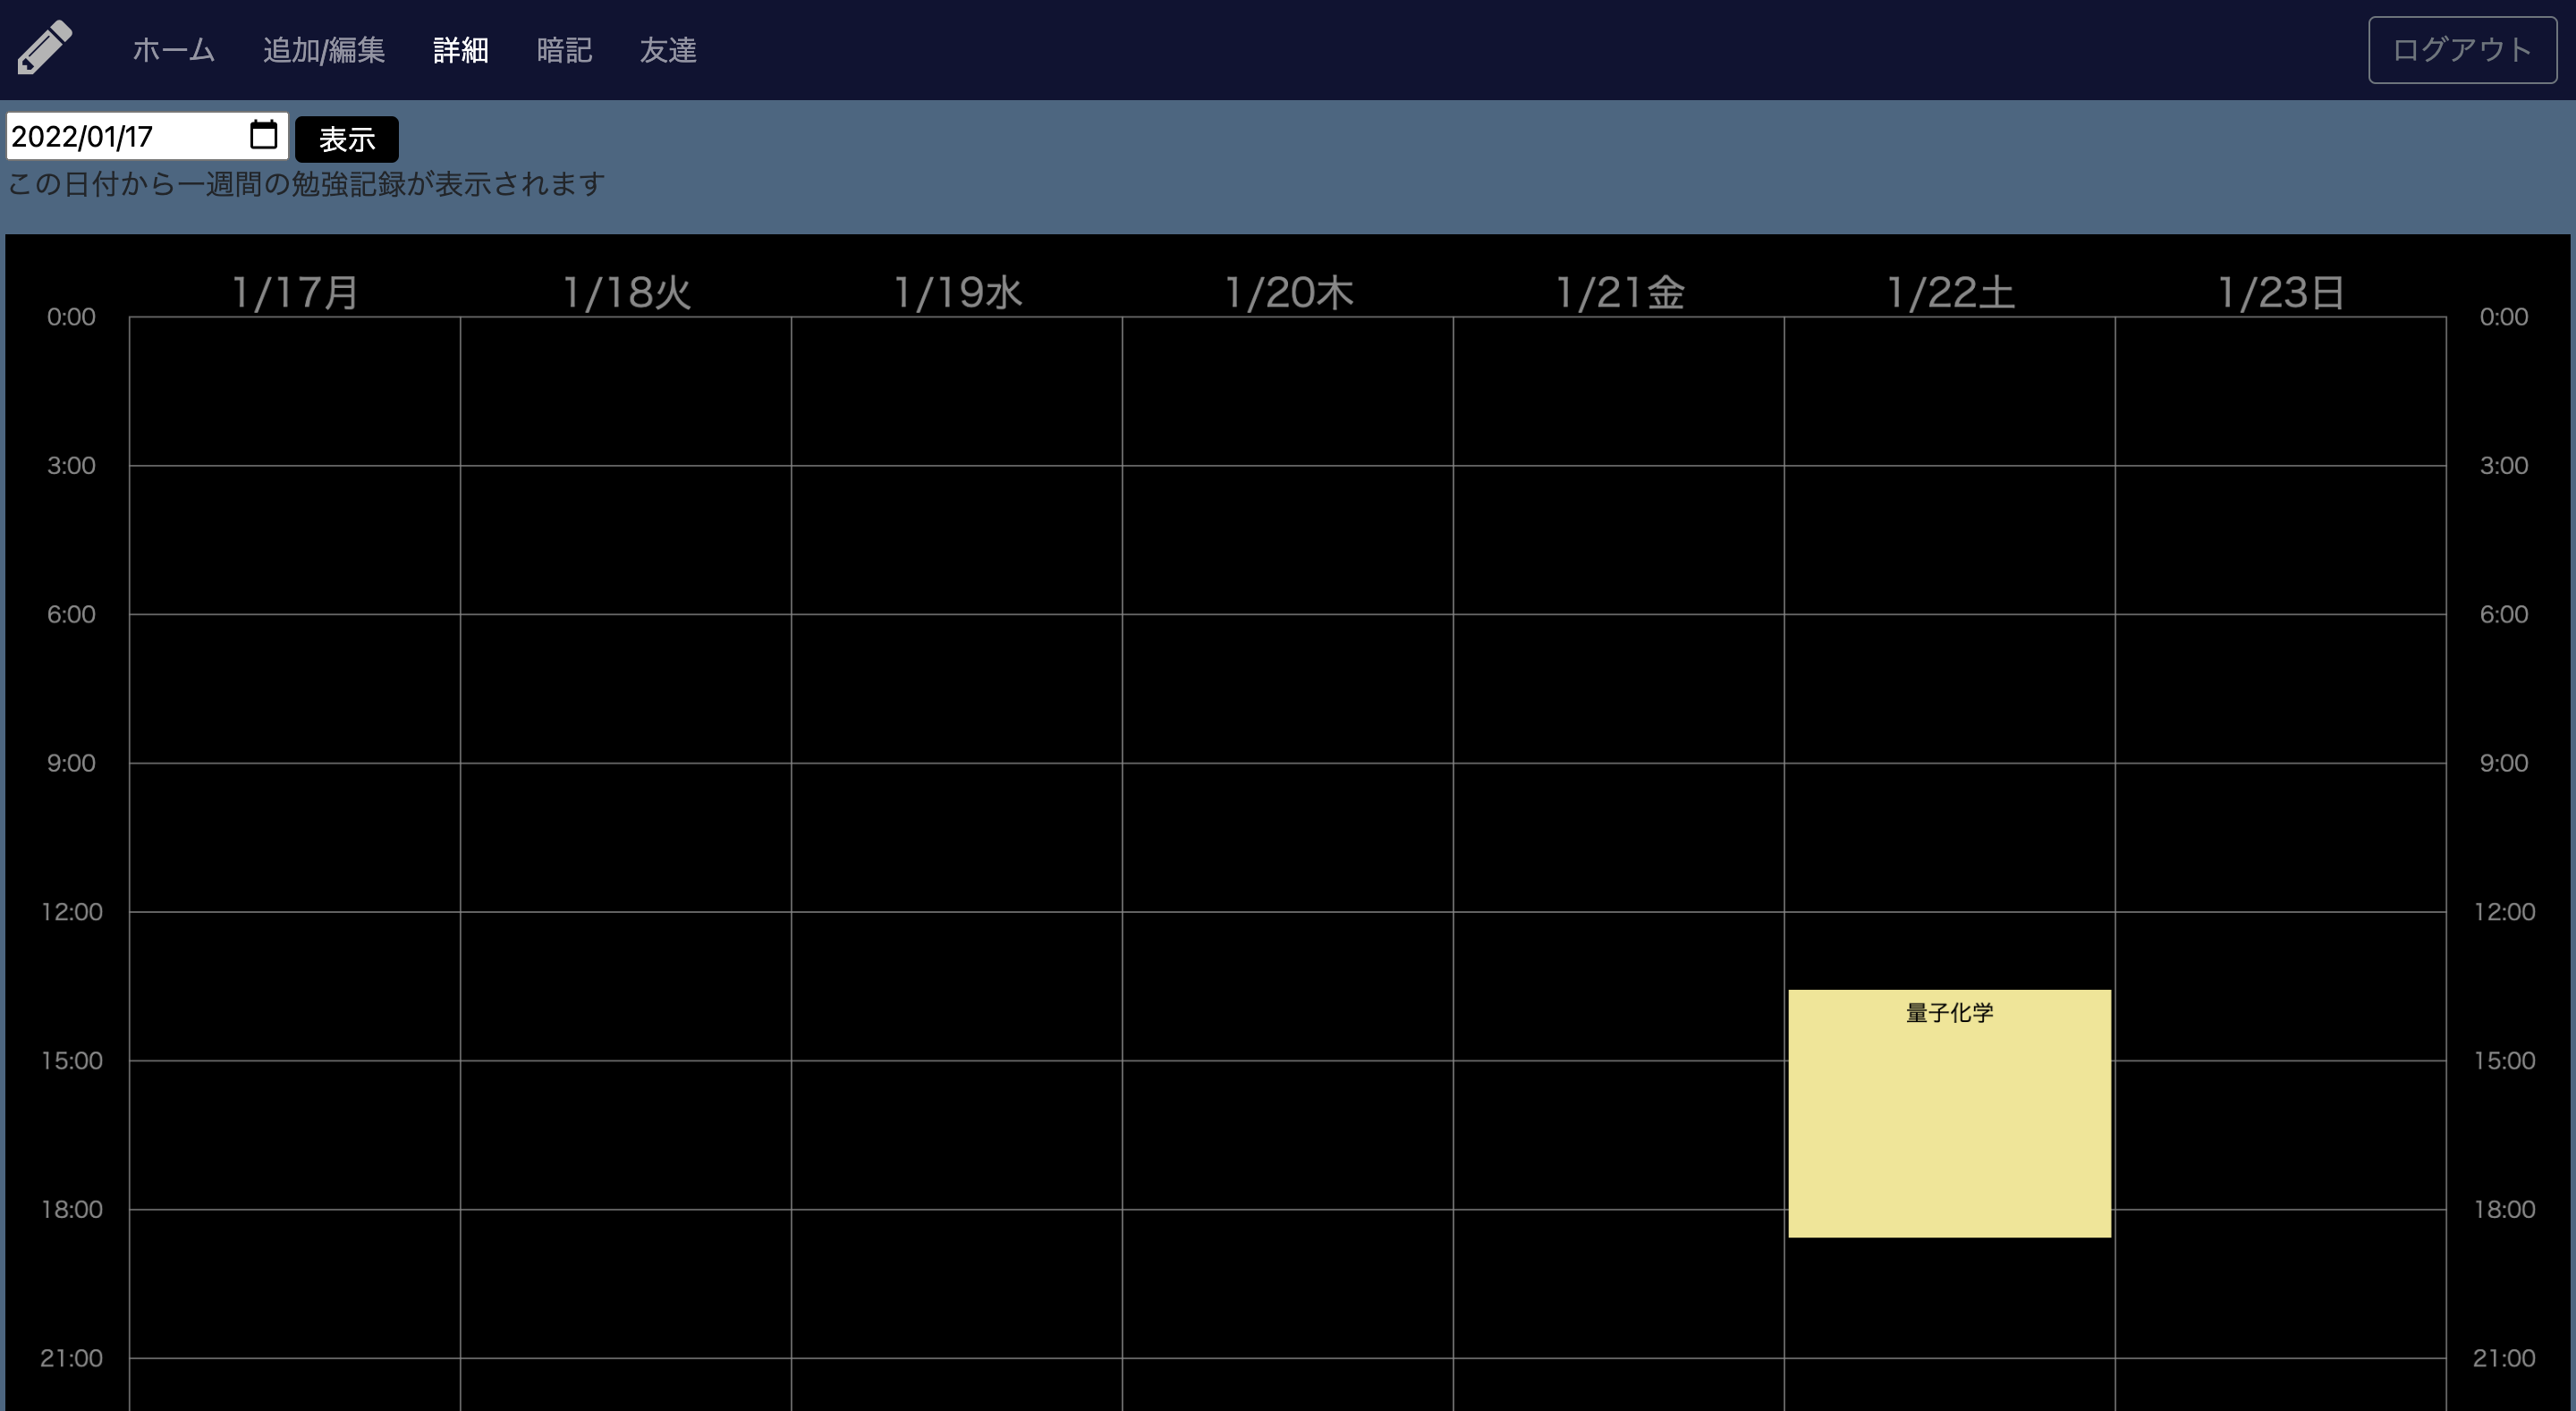 ホーム 追加/編集 詳細 暗記 友達 ログアウト
2022/01/17 表示
この日付から一週間の勉強記録が表示されます
1/17月 1/18火 1/19水 1/20木 1/21金 1/22土 1/23日
0:00 0:00
3:00 3:00
6:00 6:00
9:00 9:00
12:00 12:00
量子化学
15:00 15:00
18:00 18:00
21:00 21:00